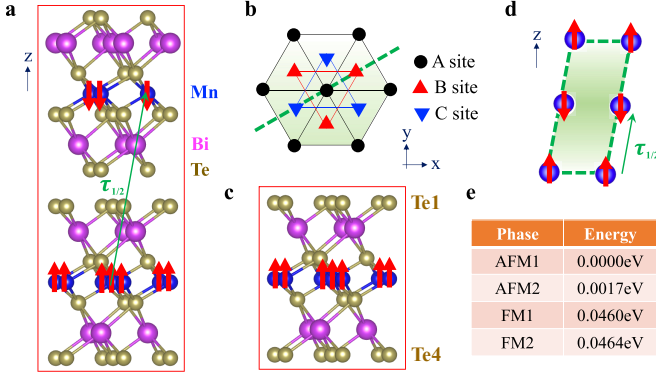 a
z
Mn
Bi
Te
τ1/2
b
A site
B site
C site
y
x
c
Te1
Te4
d
z
τ1/2
e
Phase Energy
AFM1 0.0000eV
AFM2 0.0017eV
FM1 0.0460eV
FM2 0.0464eV